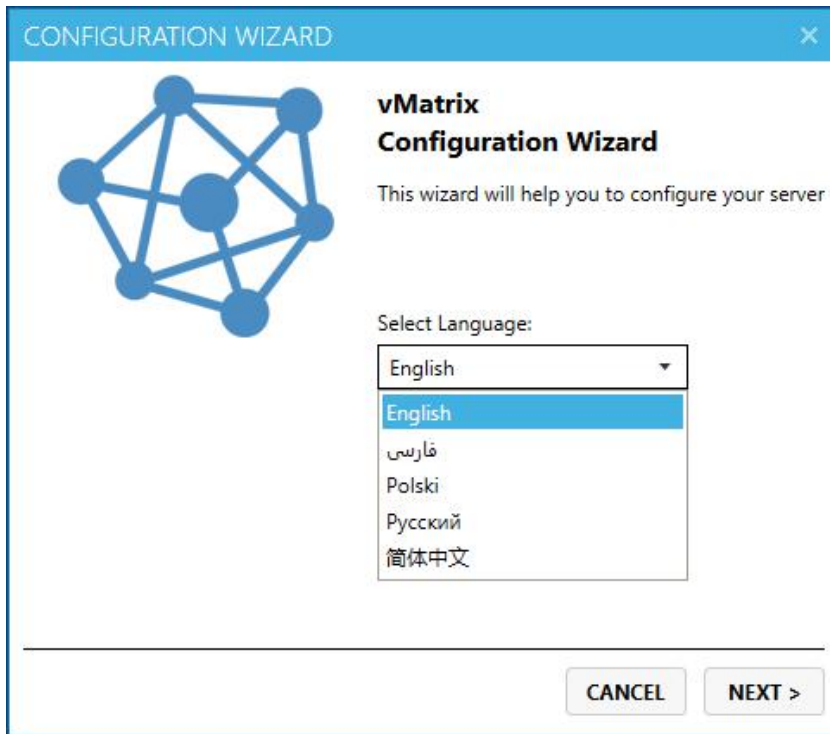 CONFIGURATION WIZARD
vMatrix
Configuration Wizard
This wizard will help you to configure your server
Select Language:
English
English
فارسی
Polski
Русский
简体中文
CANCEL
NEXT >